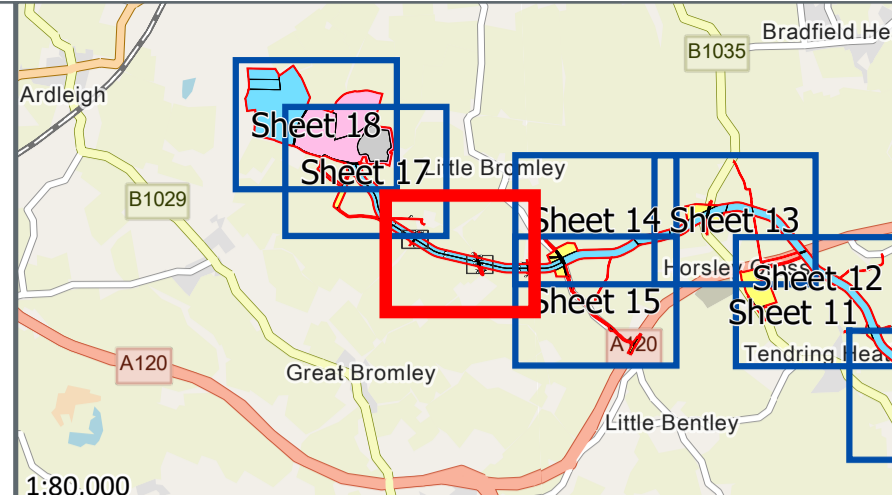 Bradfield He
B1035
Ardleigh
Sheet 18
Sheet 17
Little Bromley
B1029
Sheet 14
Sheet 13
Horsley Cross
Sheet 12
Sheet 15
Sheet 11
A120
Tendring Heat
A120
Great Bromley
Little Bentley
1:80,000